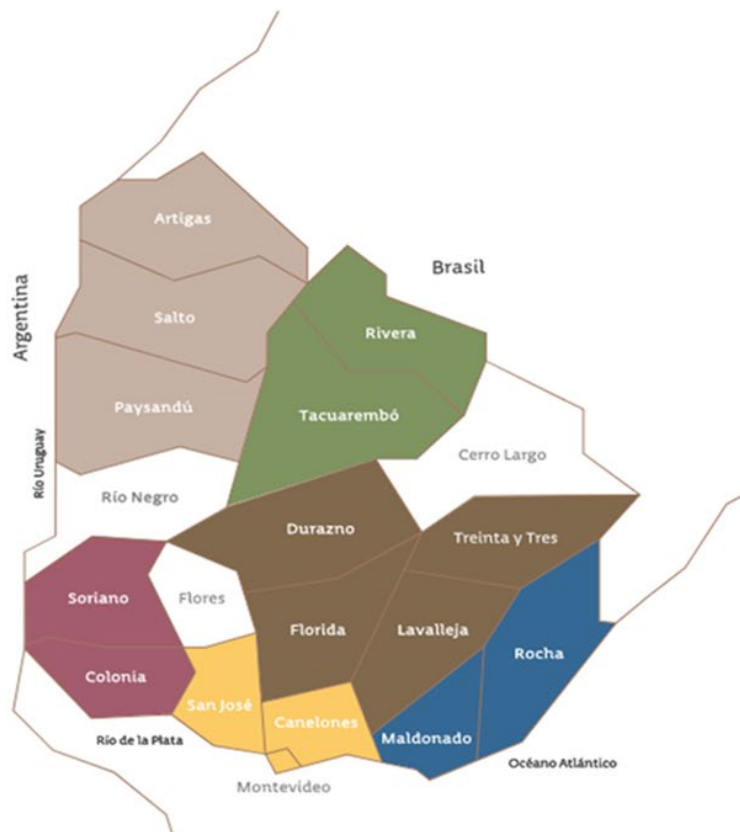 Artigas
Brasil
Argentina
Salto
Rivera
Paysandú
Tacuarembó
Río Uruguay
Cerro Largo
Río Negro
Durazno
Treinta y Tres
Soriano
Flores
Florida
Lavalleja
Rocha
Colonia
San José
Canelones
Maldonado
Río de la Plata
Océano Atlántico
Montevideo